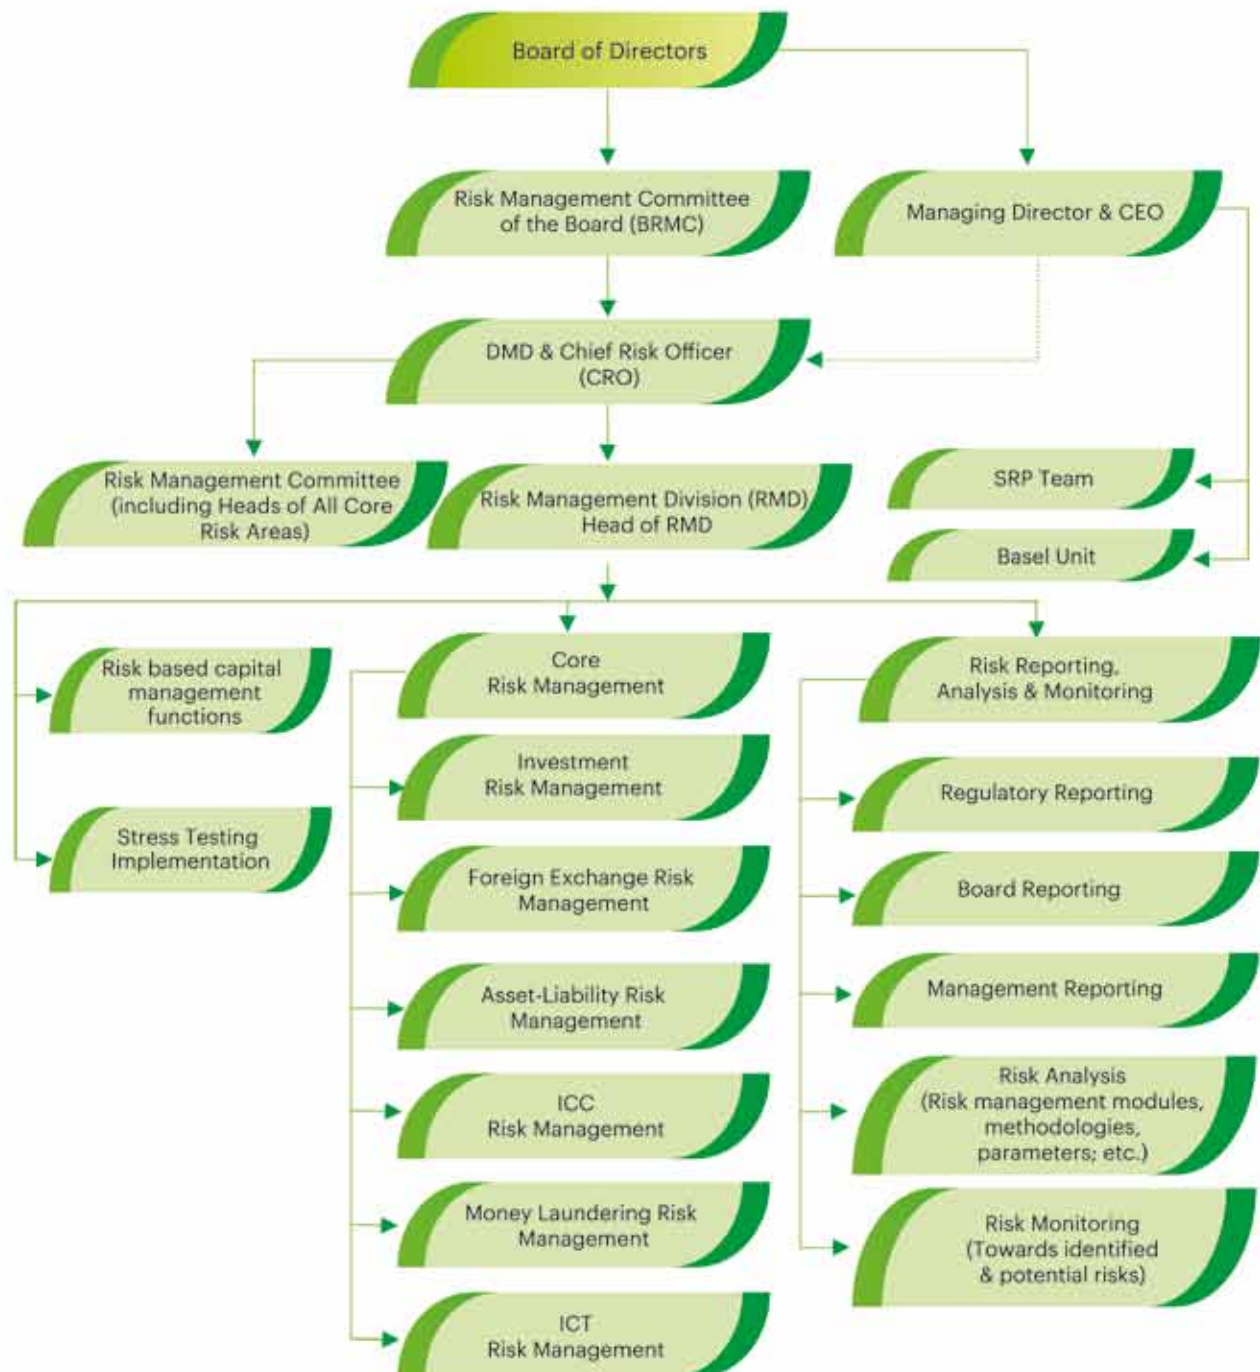 Board of Directors
Risk Management Committee
of the Board (BRMC)
Managing Director & CEO
DMD & Chief Risk Officer
(CRO)
Risk Management Committee
(including Heads of All Core
Risk Areas)
Risk Management Division (RMD)
Head of RMD
SRP Team
Basel Unit
Risk based capital
management
functions
Stress Testing
Implementation
Core
Risk Management
Investment
Risk Management
Foreign Exchange Risk
Management
Asset-Liability Risk
Management
ICC
Risk Management
Money Laundering Risk
Management
ICT
Risk Management
Risk Reporting,
Analysis & Monitoring
Regulatory Reporting
Board Reporting
Management Reporting
Risk Analysis
(Risk management modules,
methodologies,
parameters; etc.)
Risk Monitoring
(Towards identified
& potential risks)